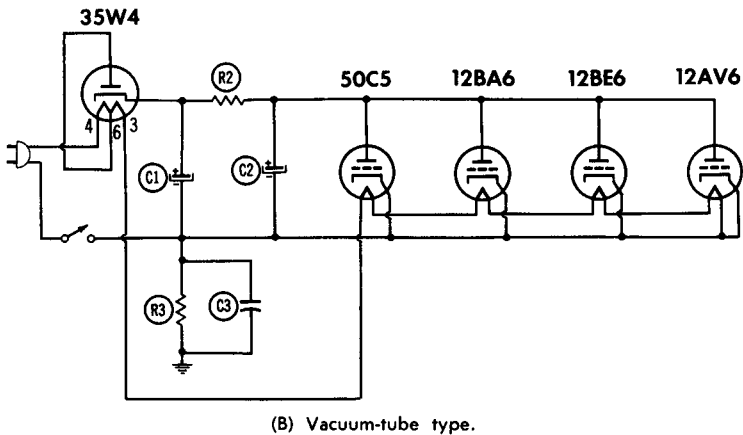 35W4
R2
50C5 12BA6 12BE6 12AV6
4 6 3
C1
C2
R3
C3
(B) Vacuum-tube type.